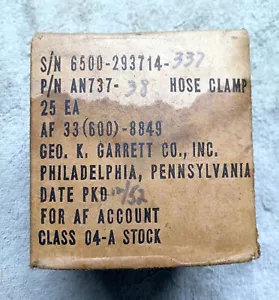 S/N 6500-293714-337
P/N AN737-38 HOSE CLAMP
25 EA
AF 33(600)-8849
GEO. K. GARRETT CO., INC.
PHILADELPHIA, PENNSYLVANIA
DATE PKD 12/52
FOR AF ACCOUNT
CLASS 04-A STOCK